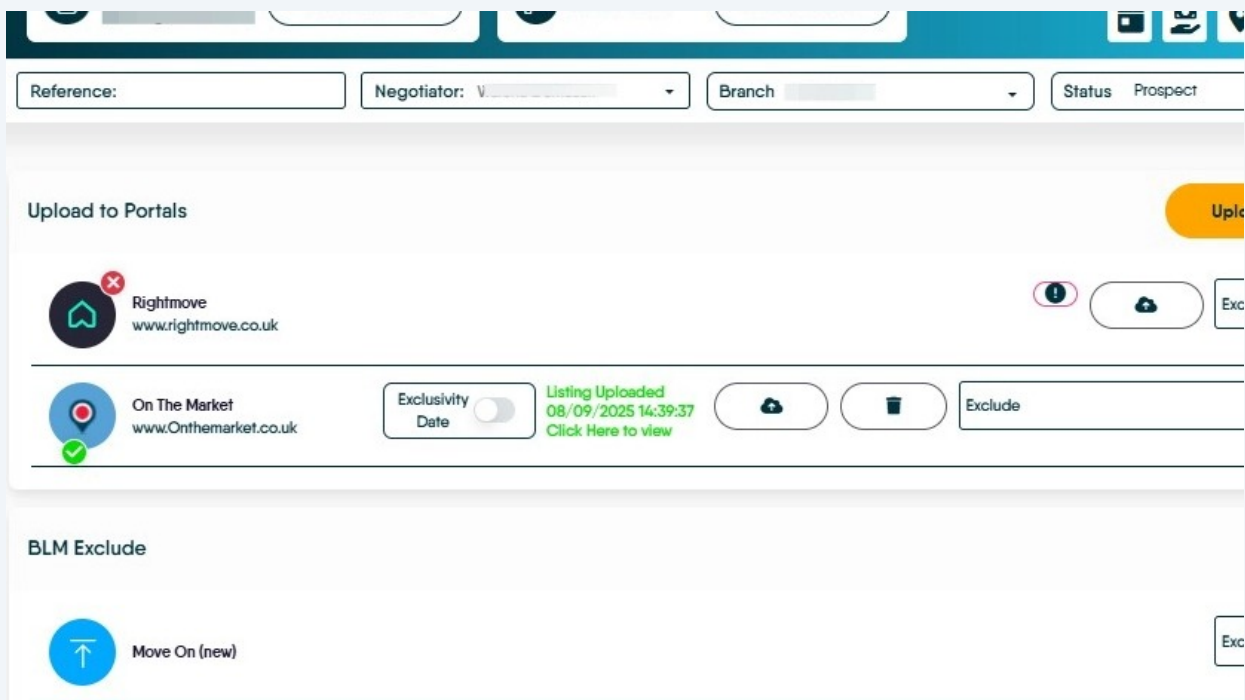 Reference:
Negotiator:
Branch
Status Prospect
Upload to Portals
Rightmove
www.rightmove.co.uk
On The Market
www.Onthemarket.co.uk
Exclusivity
Date
Listing Uploaded
08/09/2025 14:39:37
Click Here to view
Exclude
BLM Exclude
Move On (new)